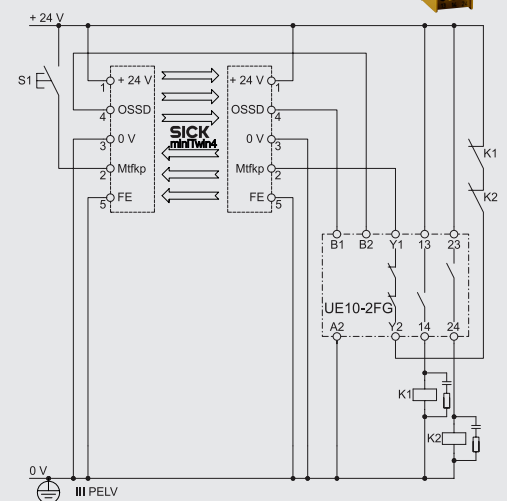 + 24 V
S1
+ 24 V
1
OSSD
4
0 V
3
Mtfkp
2
FE
5
SICK
miniTwin4
+ 24 V
1
OSSD
4
0 V
3
Mtfkp
2
FE
5
K1
K2
B1 B2 Y1 13 23
UE10-2FG
A2 Y2 14 24
K1
K2
0 V
III PELV